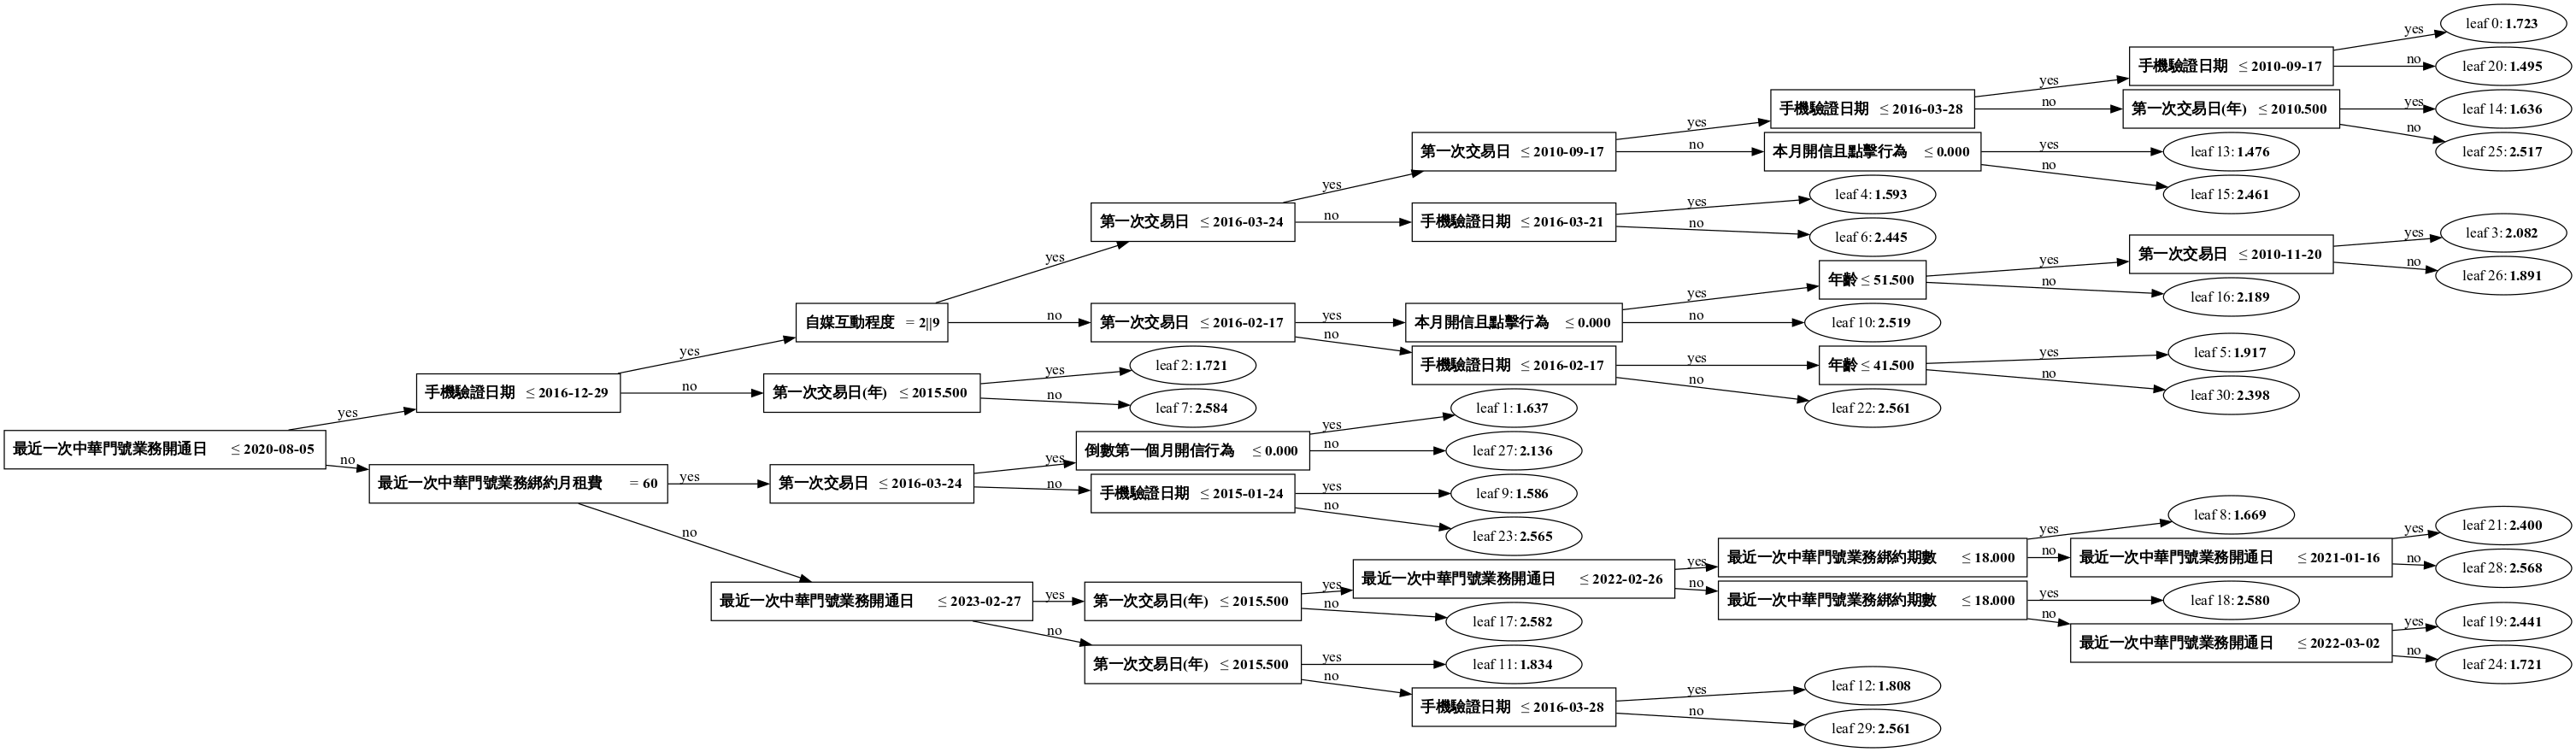 leaf 0: 1.723
手機驗證日期 ≤ 2010-09-17
yes
no
leaf 20: 1.495
手機驗證日期 ≤ 2016-03-28
yes
no
第一次交易日(年) ≤ 2010.500
yes
leaf 14: 1.636
no
leaf 25: 2.517
第一次交易日 ≤ 2010-09-17
yes
no
本月開信且點擊行為 ≤ 0.000
yes
leaf 13: 1.476
no
leaf 15: 2.461
第一次交易日 ≤ 2016-03-24
yes
no
手機驗證日期 ≤ 2016-03-21
yes
leaf 4: 1.593
no
leaf 6: 2.445
自媒互動程度 = 2||9
yes
no
第一次交易日 ≤ 2016-02-17
yes
no
本月開信且點擊行為 ≤ 0.000
yes
no
年齡 ≤ 51.500
yes
no
第一次交易日 ≤ 2010-11-20
yes
leaf 3: 2.082
no
leaf 26: 1.891
leaf 16: 2.189
leaf 10: 2.519
手機驗證日期 ≤ 2016-02-17
yes
no
年齡 ≤ 41.500
yes
leaf 5: 1.917
no
leaf 30: 2.398
leaf 22: 2.561
手機驗證日期 ≤ 2016-12-29
yes
no
第一次交易日(年) ≤ 2015.500
yes
leaf 2: 1.721
no
leaf 7: 2.584
最近一次中華門號業務開通日 ≤ 2020-08-05
yes
no
最近一次中華門號業務綁約月租費 = 60
yes
no
第一次交易日 ≤ 2016-03-24
yes
no
倒數第一個月開信行為 ≤ 0.000
yes
leaf 1: 1.637
no
leaf 27: 2.136
手機驗證日期 ≤ 2015-01-24
yes
leaf 9: 1.586
no
leaf 23: 2.565
最近一次中華門號業務開通日 ≤ 2023-02-27
yes
no
第一次交易日(年) ≤ 2015.500
yes
no
最近一次中華門號業務開通日 ≤ 2022-02-26
yes
no
最近一次中華門號業務綁約期數 ≤ 18.000
yes
leaf 8: 1.669
no
最近一次中華門號業務開通日 ≤ 2021-01-16
yes
leaf 21: 2.400
no
leaf 28: 2.568
最近一次中華門號業務綁約期數 ≤ 18.000
yes
leaf 18: 2.580
no
最近一次中華門號業務開通日 ≤ 2022-03-02
yes
leaf 19: 2.441
no
leaf 24: 1.721
leaf 17: 2.582
第一次交易日(年) ≤ 2015.500
yes
leaf 11: 1.834
no
手機驗證日期 ≤ 2016-03-28
yes
leaf 12: 1.808
no
leaf 29: 2.561